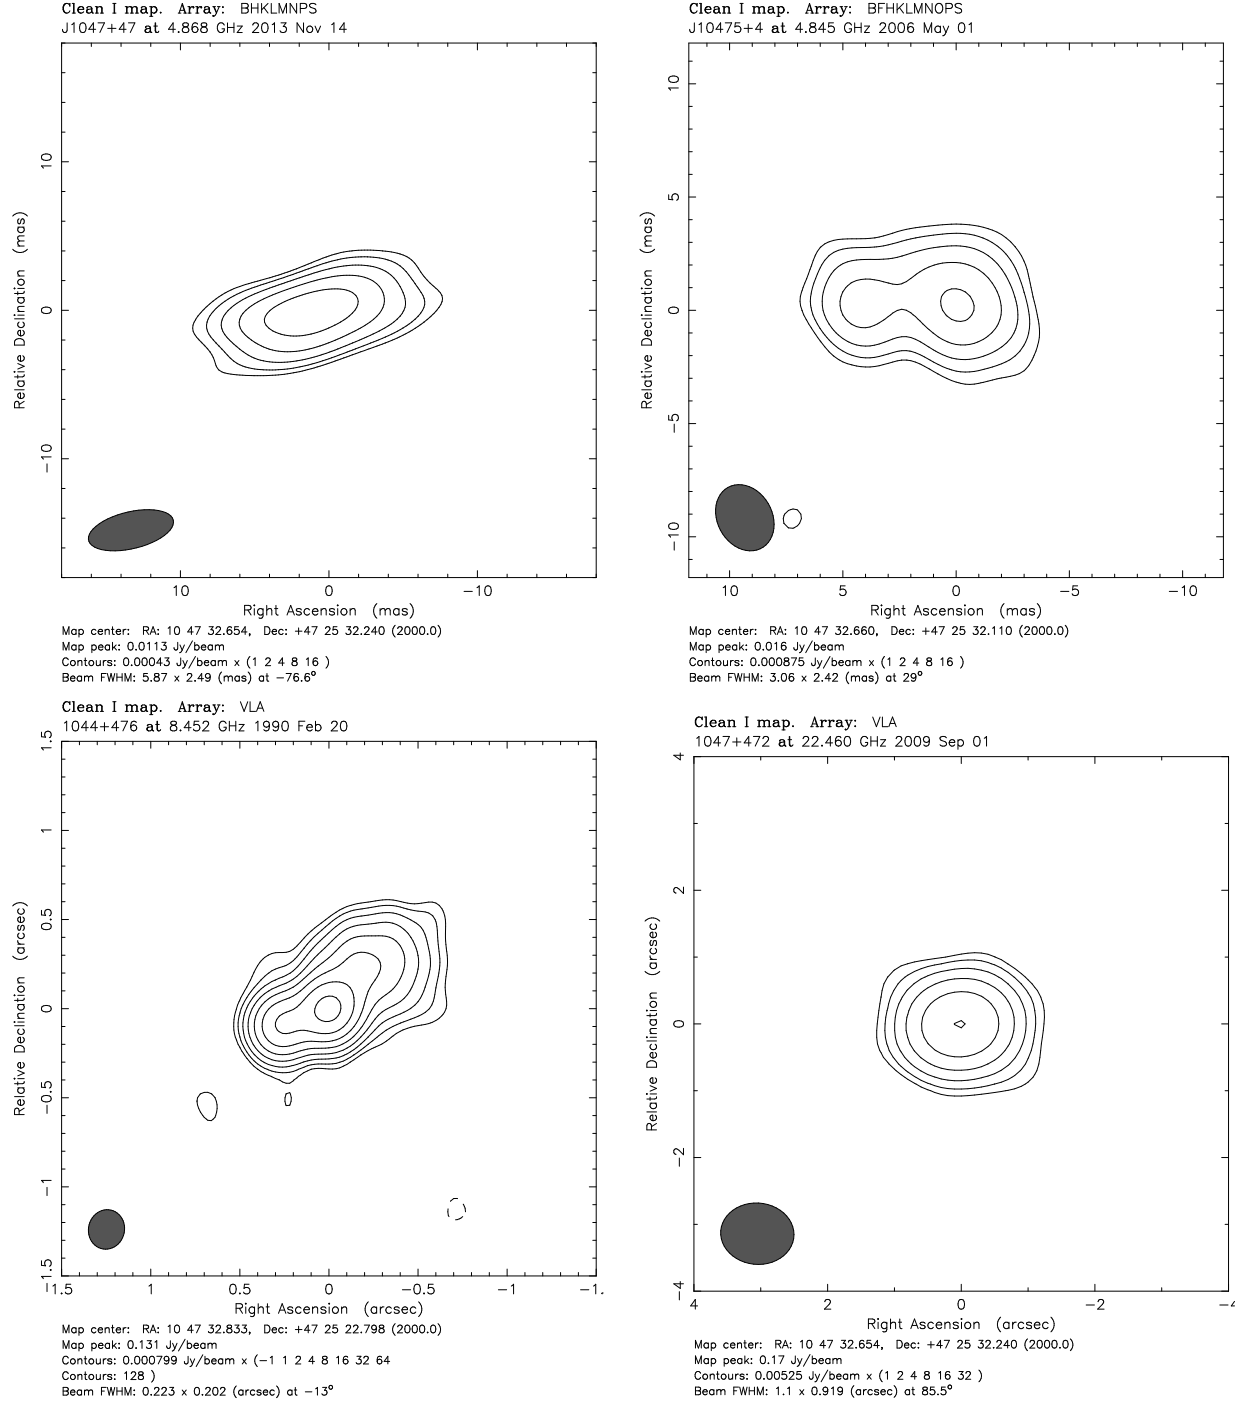 Clean I map.  Array:  BHKLMNPS
J1047+47 at 4.868 GHz 2013 Nov 14
Relative Declination  (mas)
10
0
−10
10
0
−10
Right Ascension  (mas)
Map center:  RA: 10 47 32.654,  Dec: +47 25 32.240 (2000.0)
Map peak: 0.0113 Jy/beam
Contours: 0.00043 Jy/beam x (1 2 4 8 16 )
Beam FWHM: 5.87 x 2.49 (mas) at −76.6°
Clean I map.  Array:  BFHKLMNOPS
J10475+4 at 4.845 GHz 2006 May 01
Relative Declination  (mas)
10
5
0
−5
−10
10
5
0
−5
−10
Right Ascension  (mas)
Map center:  RA: 10 47 32.660,  Dec: +47 25 32.110 (2000.0)
Map peak: 0.016 Jy/beam
Contours: 0.000875 Jy/beam x (1 2 4 8 16 )
Beam FWHM: 3.06 x 2.42 (mas) at 29°
Clean I map.  Array:  VLA
1044+476 at 8.452 GHz 1990 Feb 20
Relative Declination  (arcsec)
1.5
1
0.5
0
−0.5
−1
1.5
1.5
1
0.5
0
−0.5
−1
−1.
Right Ascension  (arcsec)
Map center:  RA: 10 47 32.833,  Dec: +47 25 22.798 (2000.0)
Map peak: 0.131 Jy/beam
Contours: 0.000799 Jy/beam x (−1 1 2 4 8 16 32 64
Contours: 128 )
Beam FWHM: 0.223 x 0.202 (arcsec) at −13°
Clean I map.  Array:  VLA
1047+472 at 22.460 GHz 2009 Sep 01
Relative Declination  (arcsec)
4
2
0
−2
−4
4
2
0
−2
−4
Right Ascension  (arcsec)
Map center:  RA: 10 47 32.654,  Dec: +47 25 32.240 (2000.0)
Map peak: 0.17 Jy/beam
Contours: 0.00525 Jy/beam x (1 2 4 8 16 32 )
Beam FWHM: 1.1 x 0.919 (arcsec) at 85.5°